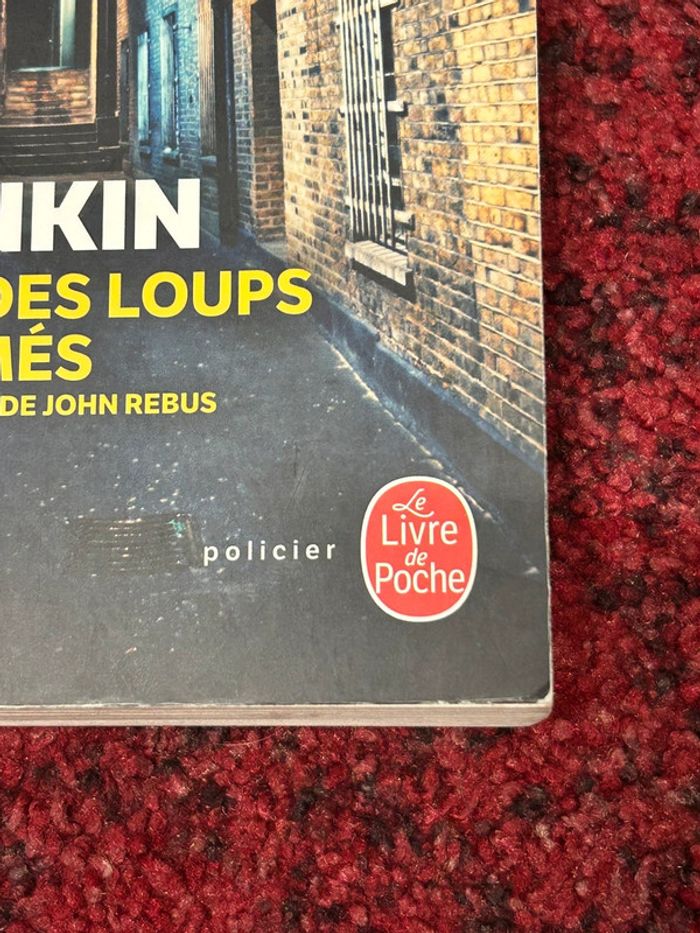 NKIN
DES LOUPS
MÉS
DE JOHN REBUS
policier
Le
Livre
de
Poche